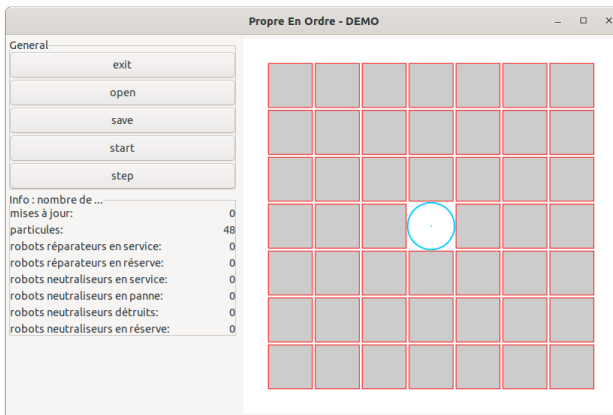 Propre En Ordre - DEMO
General
exit
open
save
start
step
Info : nombre de ...
mises à jour: 0
particules: 48
robots réparateurs en service: 0
robots réparateurs en réserve: 0
robots neutraliseurs en service: 0
robots neutraliseurs en panne: 0
robots neutraliseurs détruits: 0
robots neutraliseurs en réserve: 0